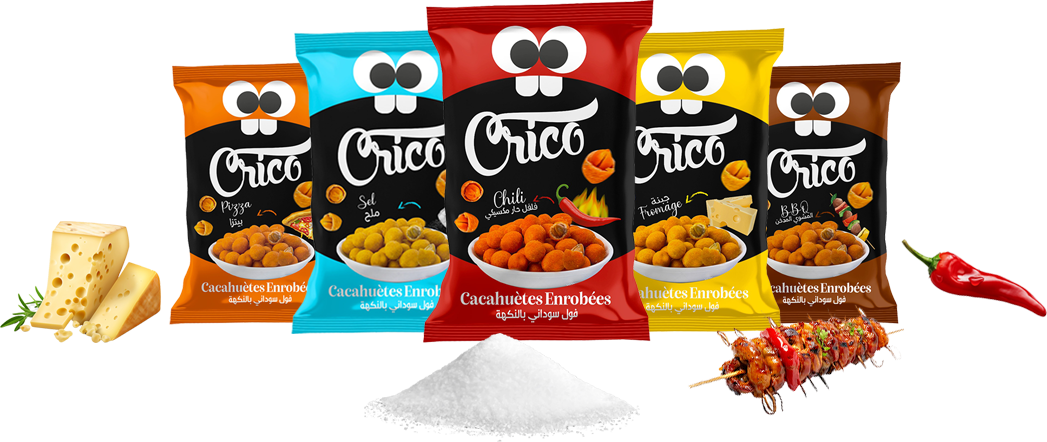 Crico
Pizza
بيتزا
Cacahuètes Enrobées
فول سوداني بالنكهة
Crico
Sel
ملح
Cacahuètes Enrobées
فول سوداني بالنكهة
Crico
Chili
فلفل حار مكسيكي
Cacahuètes Enrobées
فول سوداني بالنكهة
Crico
جبنة
Fromage
Cacahuètes Enrobées
فول سوداني بالنكهة
Crico
B.B.Q
المشوي المدخن
Cacahuètes Enrobées
فول سوداني بالنكهة